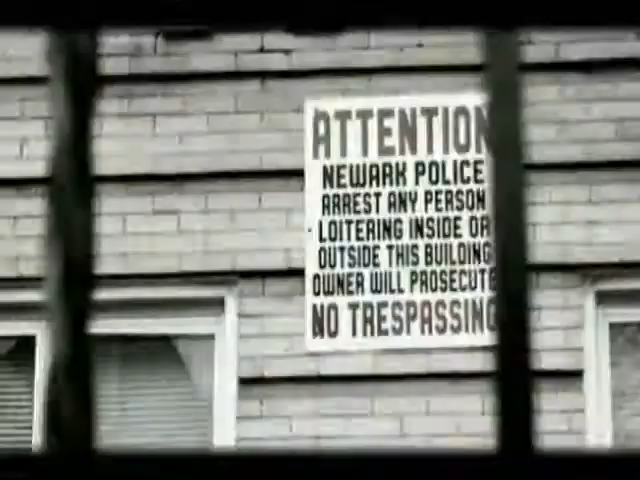 ATTENTION
NEWARK POLICE
ARREST ANY PERSON
LOITERING INSIDE OR
OUTSIDE THIS BUILDING
OWNER WILL PROSECUTE
NO TRESPASSING